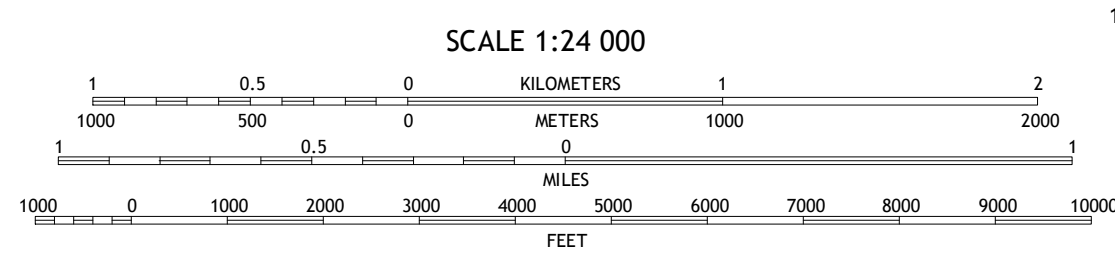 1
SCALE 1:24 000
1 0.5 0 KILOMETERS 1 2
1000 500 0 METERS 1000 2000
1 0.5 0 1
MILES
1000 0 1000 2000 3000 4000 5000 6000 7000 8000 9000 10000
FEET